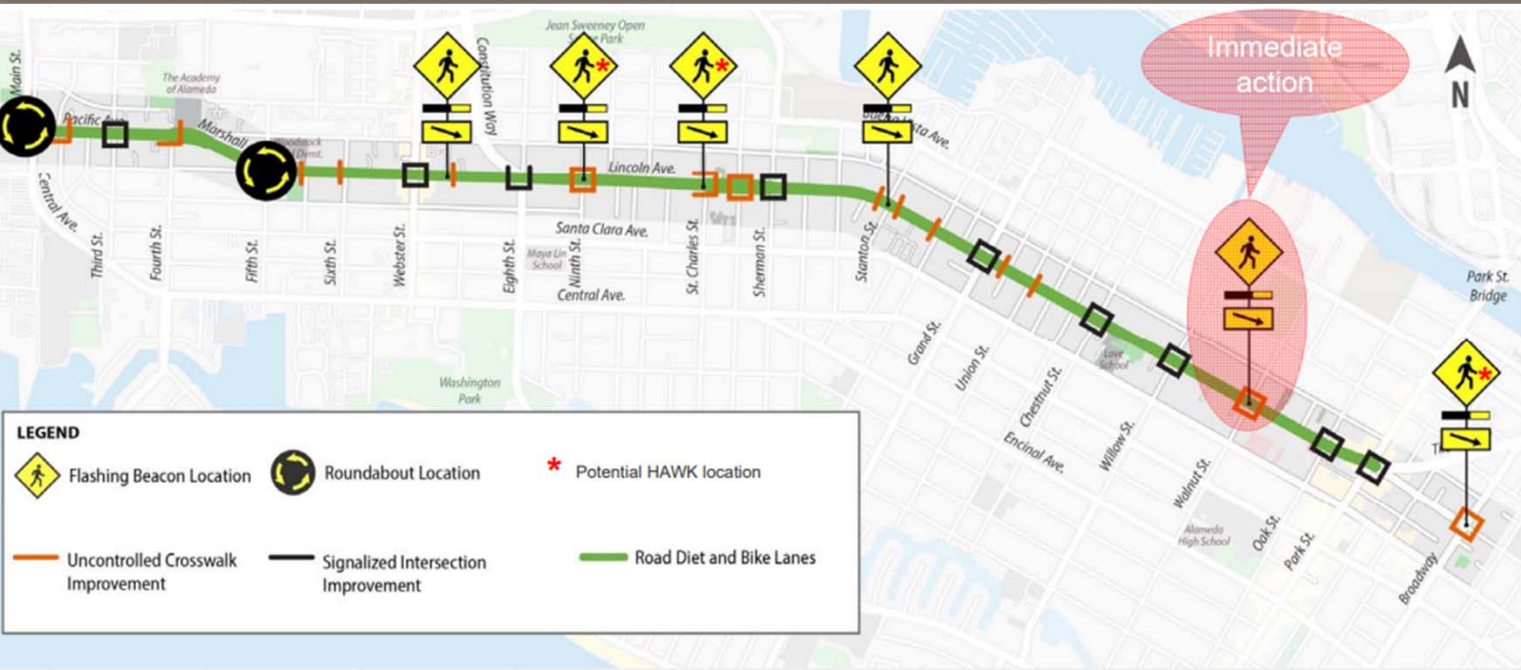 Main St.
Jean Sweeney Open
Space Park
Immediate
action
N
The Academy
of Alameda
Constitution Way
Pacific Ave.
Marshall
Woodstock
Buena Vista Ave.
Lincoln Ave.
Central Ave.
Third St.
Fourth St.
Fifth St.
Sixth St.
Webster St.
Eighth St.
Maya Lin
School
Ninth St.
Santa Clara Ave.
Central Ave.
St. Charles St.
Sherman St.
Stanton St.
Park St.
Bridge
Washington
Park
Grand St.
Union St.
Chestnut St.
Love
School
Encinal Ave.
Willow St.
Walnut St.
Alameda
High School
Oak St.
Park St.
Broadway
LEGEND
Flashing Beacon Location
Roundabout Location
* Potential HAWK location
Uncontrolled Crosswalk
Improvement
Signalized Intersection
Improvement
Road Diet and Bike Lanes